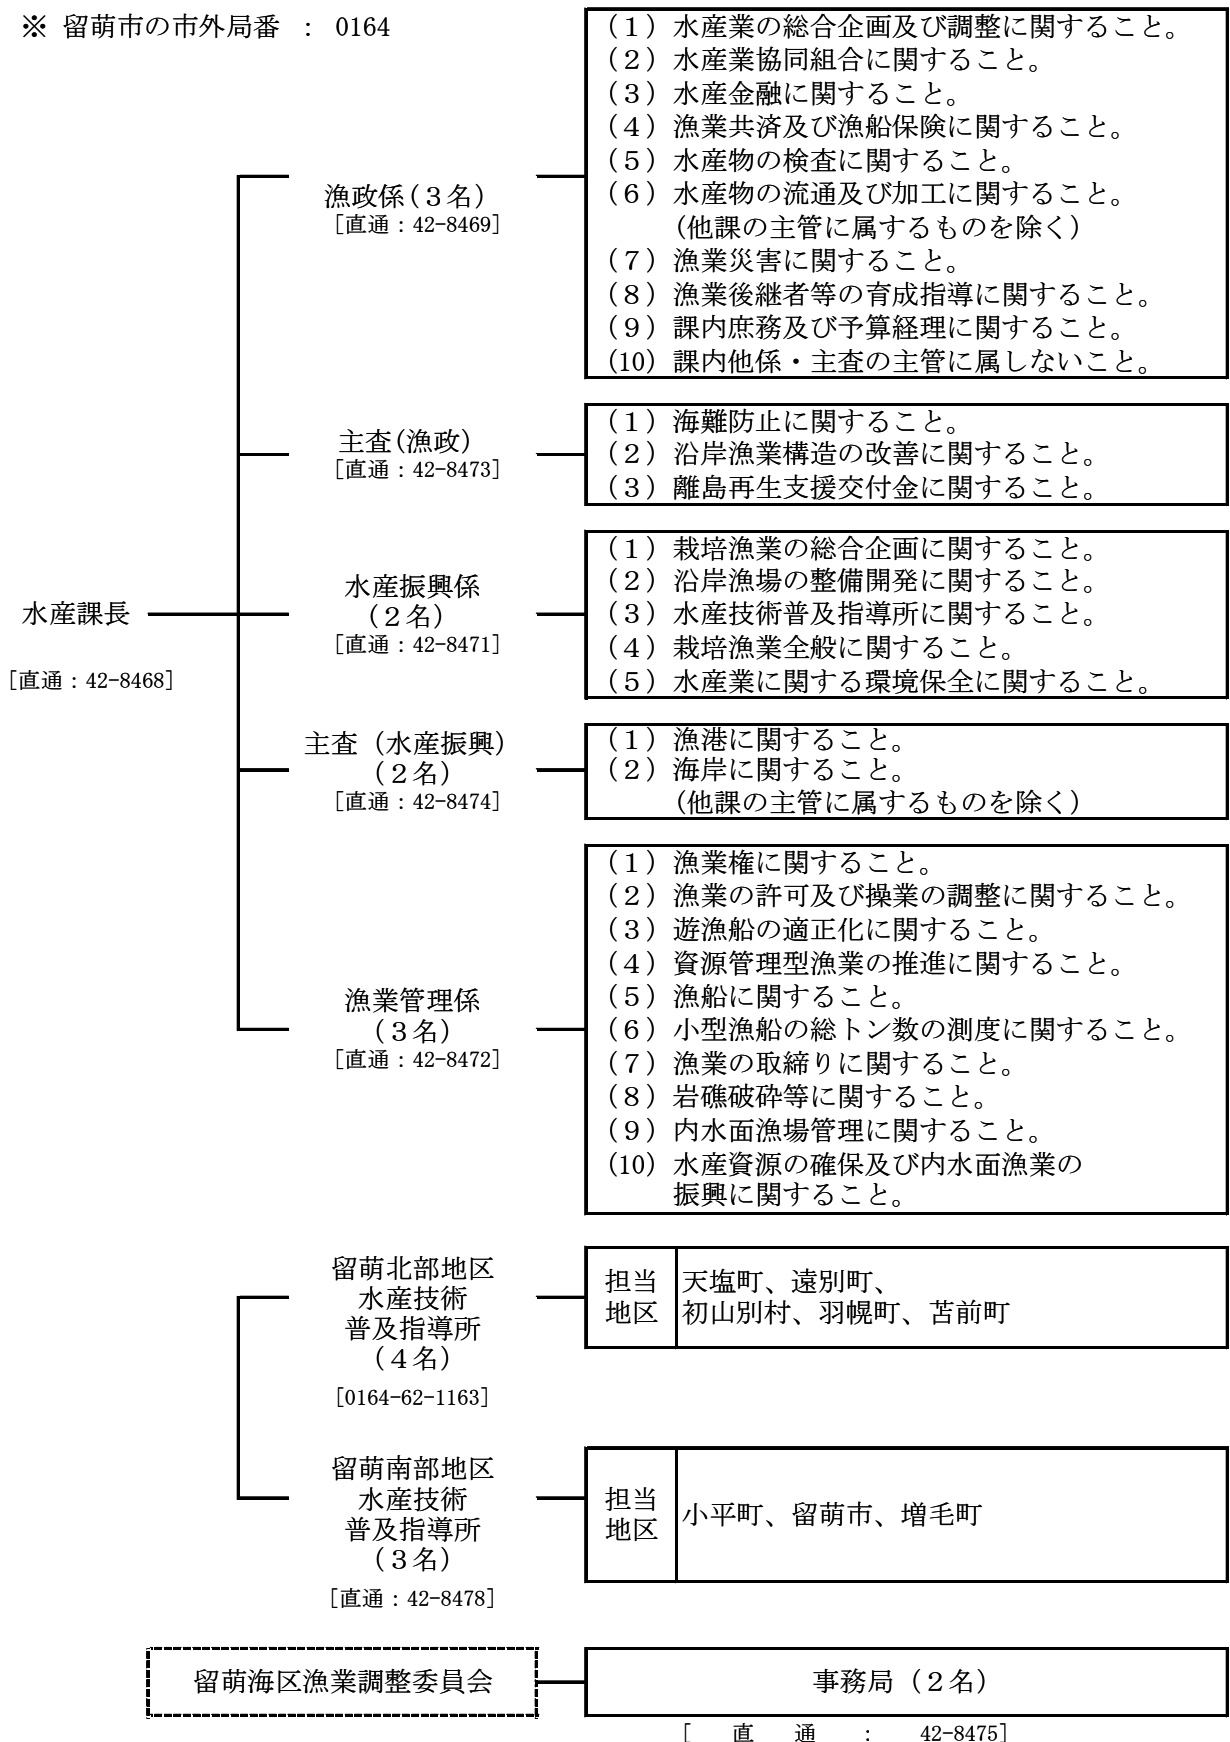 ※ 留萌市の市外局番 : 0164
漁政係(３名)
[直通：42-8469]
(１) 水産業の総合企画及び調整に関すること。
(２) 水産業協同組合に関すること。
(３) 水産金融に関すること。
(４) 漁業共済及び漁船保険に関すること。
(５) 水産物の検査に関すること。
(６) 水産物の流通及び加工に関すること。
(他課の主管に属するものを除く)
(７) 漁業災害に関すること。
(８) 漁業後継者等の育成指導に関すること。
(９) 課内庶務及び予算経理に関すること。
(10) 課内他係・主査の主管に属しないこと。
主査(漁政)
[直通：42-8473]
(１) 海難防止に関すること。
(２) 沿岸漁業構造の改善に関すること。
(３) 離島再生支援交付金に関すること。
水産課長
[直通：42-8468]
水産振興係
(２名)
[直通：42-8471]
(１) 栽培漁業の総合企画に関すること。
(２) 沿岸漁場の整備開発に関すること。
(３) 水産技術普及指導所に関すること。
(４) 栽培漁業全般に関すること。
(５) 水産業に関する環境保全に関すること。
主査（水産振興）
(２名)
[直通：42-8474]
(１) 漁港に関すること。
(２) 海岸に関すること。
(他課の主管に属するものを除く)
漁業管理係
(３名)
[直通：42-8472]
(１) 漁業権に関すること。
(２) 漁業の許可及び操業の調整に関すること。
(３) 遊漁船の適正化に関すること。
(４) 資源管理型漁業の推進に関すること。
(５) 漁船に関すること。
(６) 小型漁船の総トン数の測度に関すること。
(７) 漁業の取締りに関すること。
(８) 岩礁破砕等に関すること。
(９) 内水面漁場管理に関すること。
(10) 水産資源の確保及び内水面漁業の
振興に関すること。
留萌北部地区
水産技術
普及指導所
(４名)
[0164-62-1163]
担当
地区
天塩町、遠別町、
初山別村、羽幌町、苫前町
留萌南部地区
水産技術
普及指導所
(３名)
[直通：42-8478]
担当
地区
小平町、留萌市、増毛町
留萌海区漁業調整委員会
事務局（２名）
[ 直 通 : 42-8475]